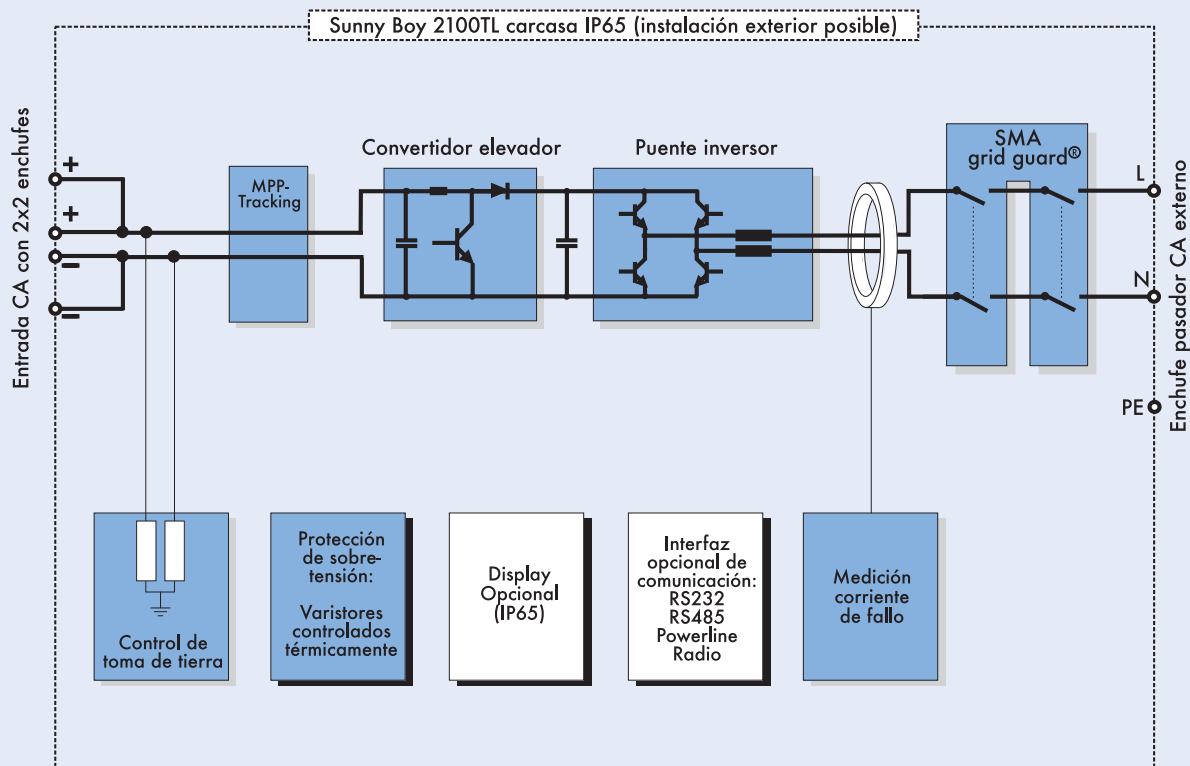 Sunny Boy 2100TL carcasa IP65 (instalación exterior posible)
Entrada CA con 2x2 enchufes
+
+
−
−
MPP-
Tracking
Convertidor elevador
Puente inversor
SMA
grid guard®
L
N
PE
Enchufe pasador CA externo
Control de
toma de tierra
Protección
de sobre-
tensión:
Varistores
controlados
térmicamente
Display
Opcional
(IP65)
Interfaz
opcional de
comunicación:
RS232
RS485
Powerline
Radio
Medición
corriente
de fallo